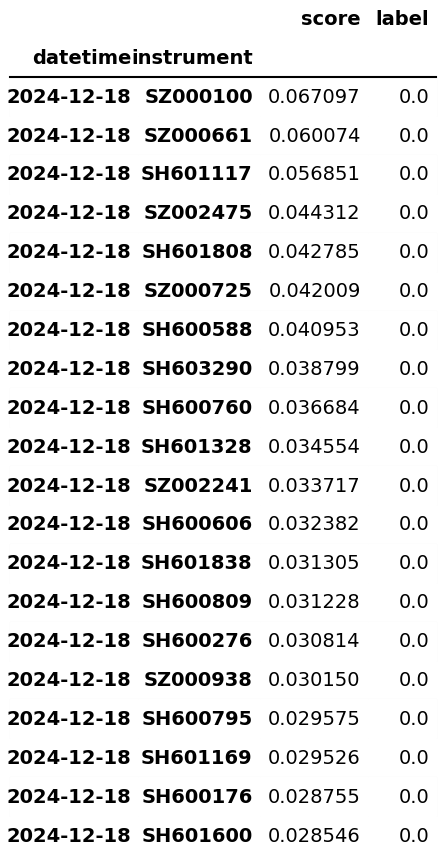 score label
datetime instrument
2024-12-18 SZ000100 0.067097 0.0
2024-12-18 SZ000661 0.060074 0.0
2024-12-18 SH601117 0.056851 0.0
2024-12-18 SZ002475 0.044312 0.0
2024-12-18 SH601808 0.042785 0.0
2024-12-18 SZ000725 0.042009 0.0
2024-12-18 SH600588 0.040953 0.0
2024-12-18 SH603290 0.038799 0.0
2024-12-18 SH600760 0.036684 0.0
2024-12-18 SH601328 0.034554 0.0
2024-12-18 SZ002241 0.033717 0.0
2024-12-18 SH600606 0.032382 0.0
2024-12-18 SH601838 0.031305 0.0
2024-12-18 SH600809 0.031228 0.0
2024-12-18 SH600276 0.030814 0.0
2024-12-18 SZ000938 0.030150 0.0
2024-12-18 SH600795 0.029575 0.0
2024-12-18 SH601169 0.029526 0.0
2024-12-18 SH600176 0.028755 0.0
2024-12-18 SH601600 0.028546 0.0